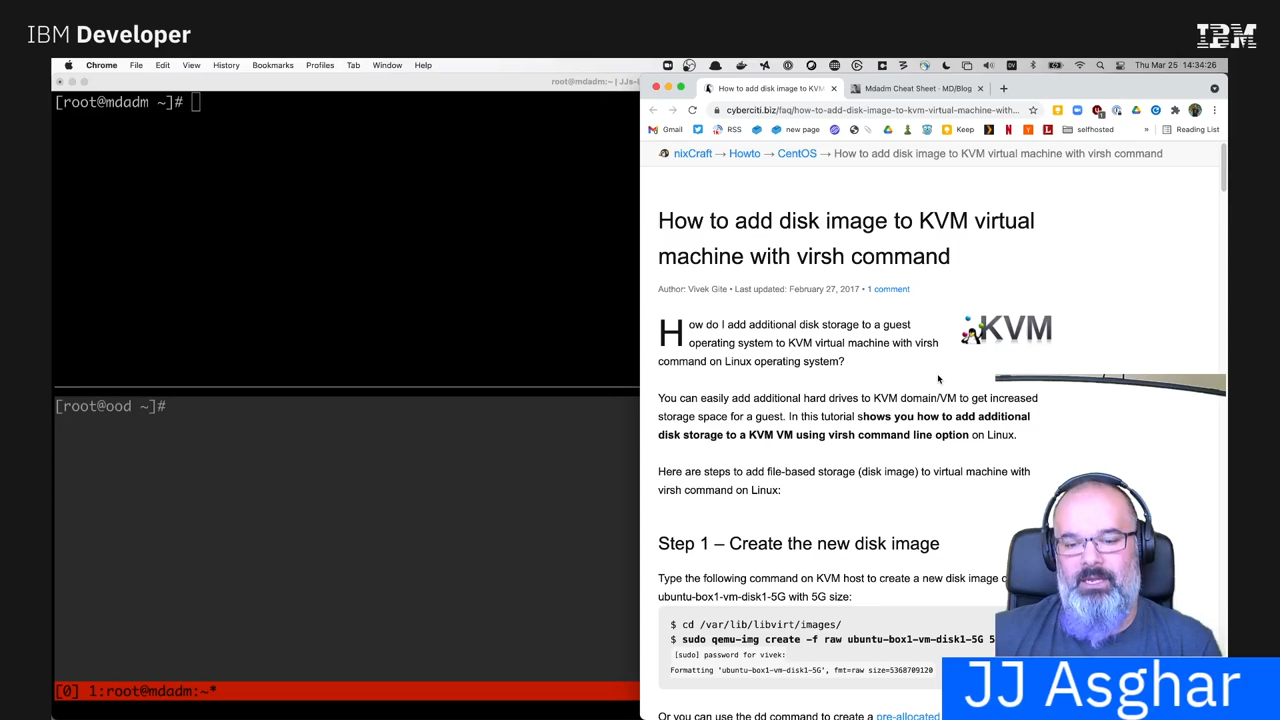 IBM Developer
IBM
Chrome File Edit View History Bookmarks Profiles Tab Window Help
Thu Mar 25 14:34:26
root@mdadm:~ | JJs-L
How to add disk image to KVM
Mdadm Cheat Sheet - MD/Blog
cyberciti.biz/faq/how-to-add-disk-image-to-kvm-virtual-machine-with...
Gmail RSS new page Keep selfhosted » Reading List
[root@mdadm ~]#
nixCraft → Howto → CentOS → How to add disk image to KVM virtual machine with virsh command
How to add disk image to KVM virtual
machine with virsh command
Author: Vivek Gite • Last updated: February 27, 2017 • 1 comment
KVM
How do I add additional disk storage to a guest
operating system to KVM virtual machine with virsh
command on Linux operating system?
You can easily add additional hard drives to KVM domain/VM to get increased
storage space for a guest. In this tutorial shows you how to add additional
disk storage to a KVM VM using virsh command line option on Linux.
Here are steps to add file-based storage (disk image) to virtual machine with
virsh command on Linux:
Step 1 – Create the new disk image
Type the following command on KVM host to create a new disk image
ubuntu-box1-vm-disk1-5G with 5G size:
$ cd /var/lib/libvirt/images/
$ sudo qemu-img create -f raw ubuntu-box1-vm-disk1-5G 5
[sudo] password for vivek:
Formatting 'ubuntu-box1-vm-disk1-5G', fmt=raw size=5368709120
Or you can use the dd command to create a pre-allocated
[root@ood ~]#
[0] 1:root@mdadm:~*
JJ Asghar